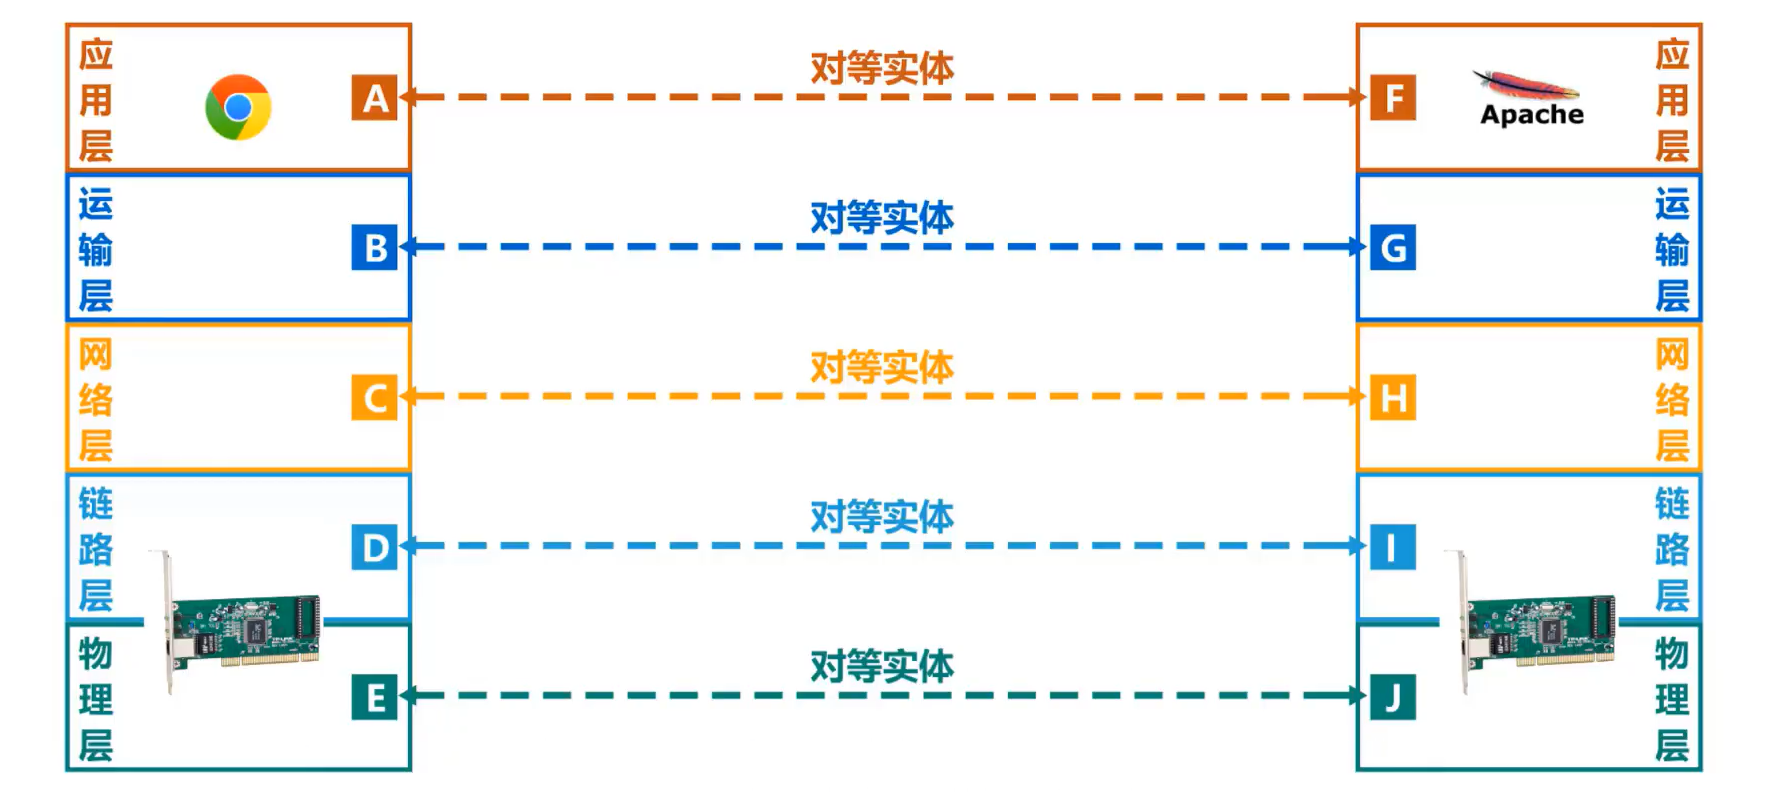 应用层
A
对等实体
F
Apache
应用层
运输层
B
对等实体
G
运输层
网络层
C
对等实体
H
网络层
链路层
D
对等实体
I
链路层
物理层
E
对等实体
J
物理层